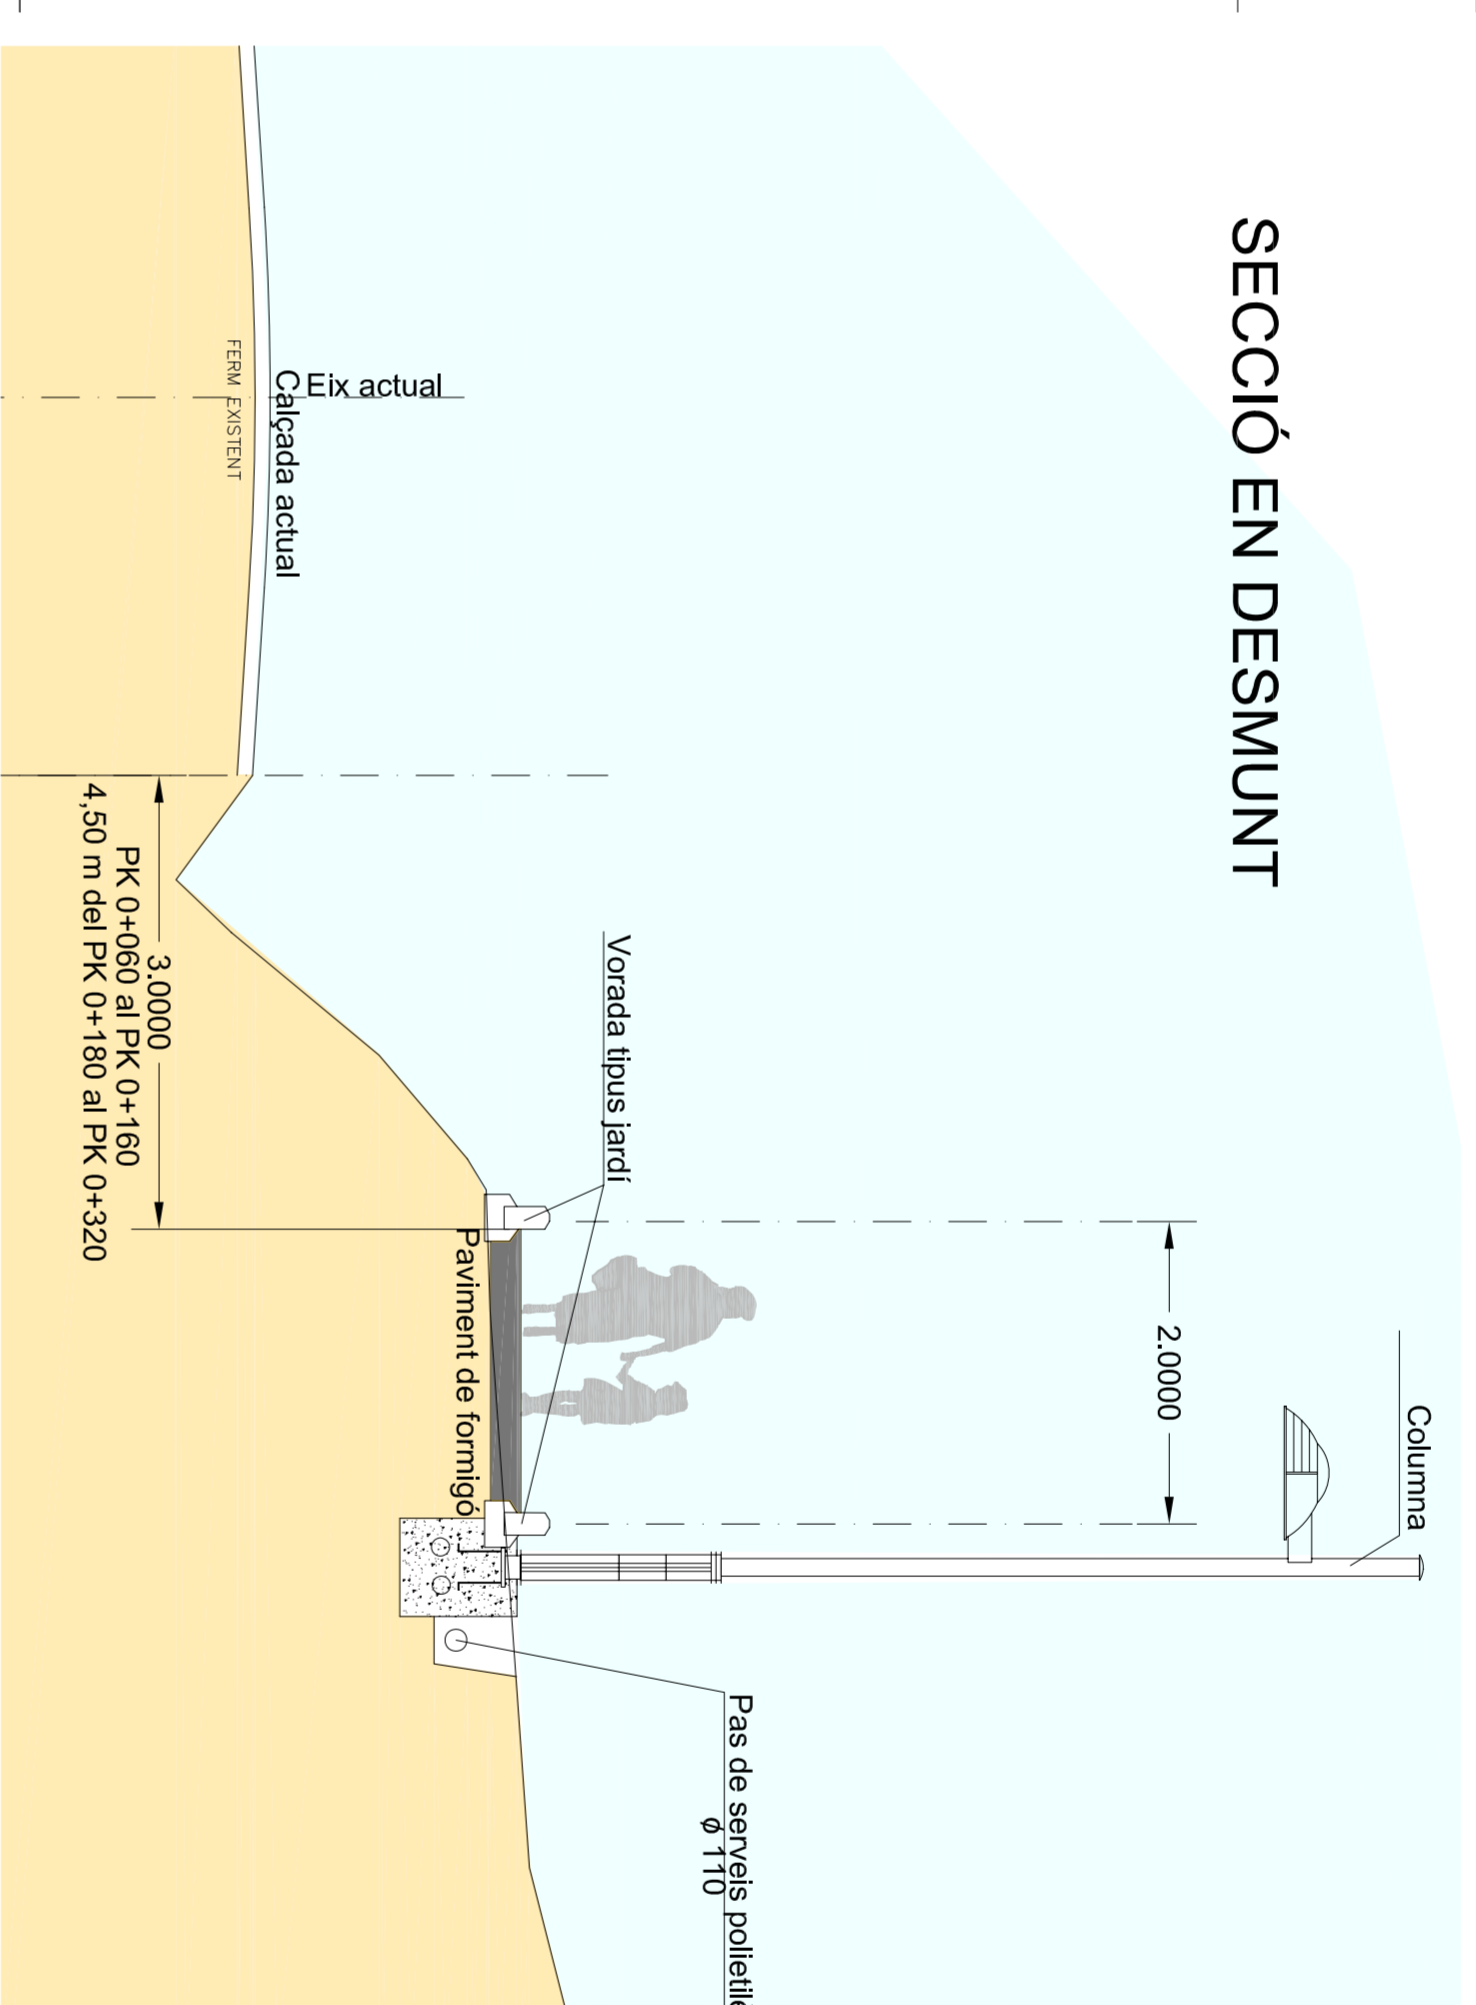 SECCIÓ EN DESMUNT
Columna
2.0000
Vorada tipus jardí
Pas de serveis polietile
ø 110
Eix actual
Calçada actual
FERM EXISTENT
Paviment de formigó
3.0000
PK 0+060 al PK 0+160
4,50 m del PK 0+180 al PK 0+320